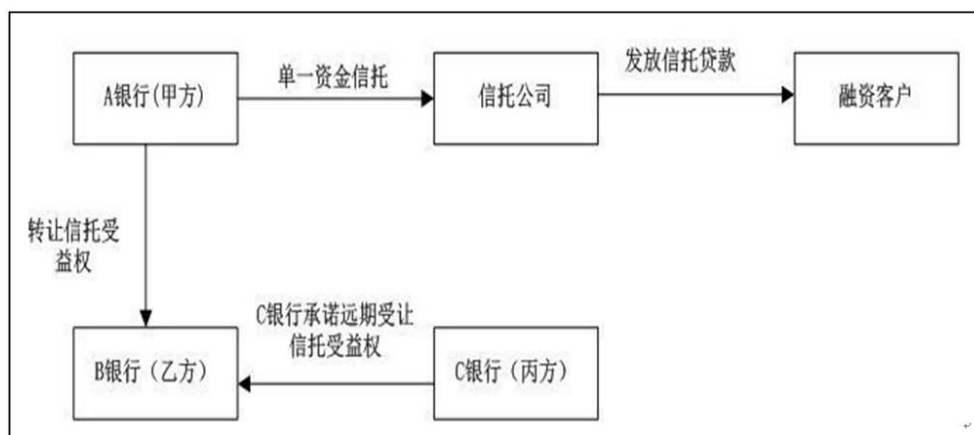 A银行(甲方)
单一资金信托
信托公司
发放信托贷款
融资客户
转让信托受
益权
B银行（乙方）
C银行承诺远期受让
信托受益权
C银行（丙方）